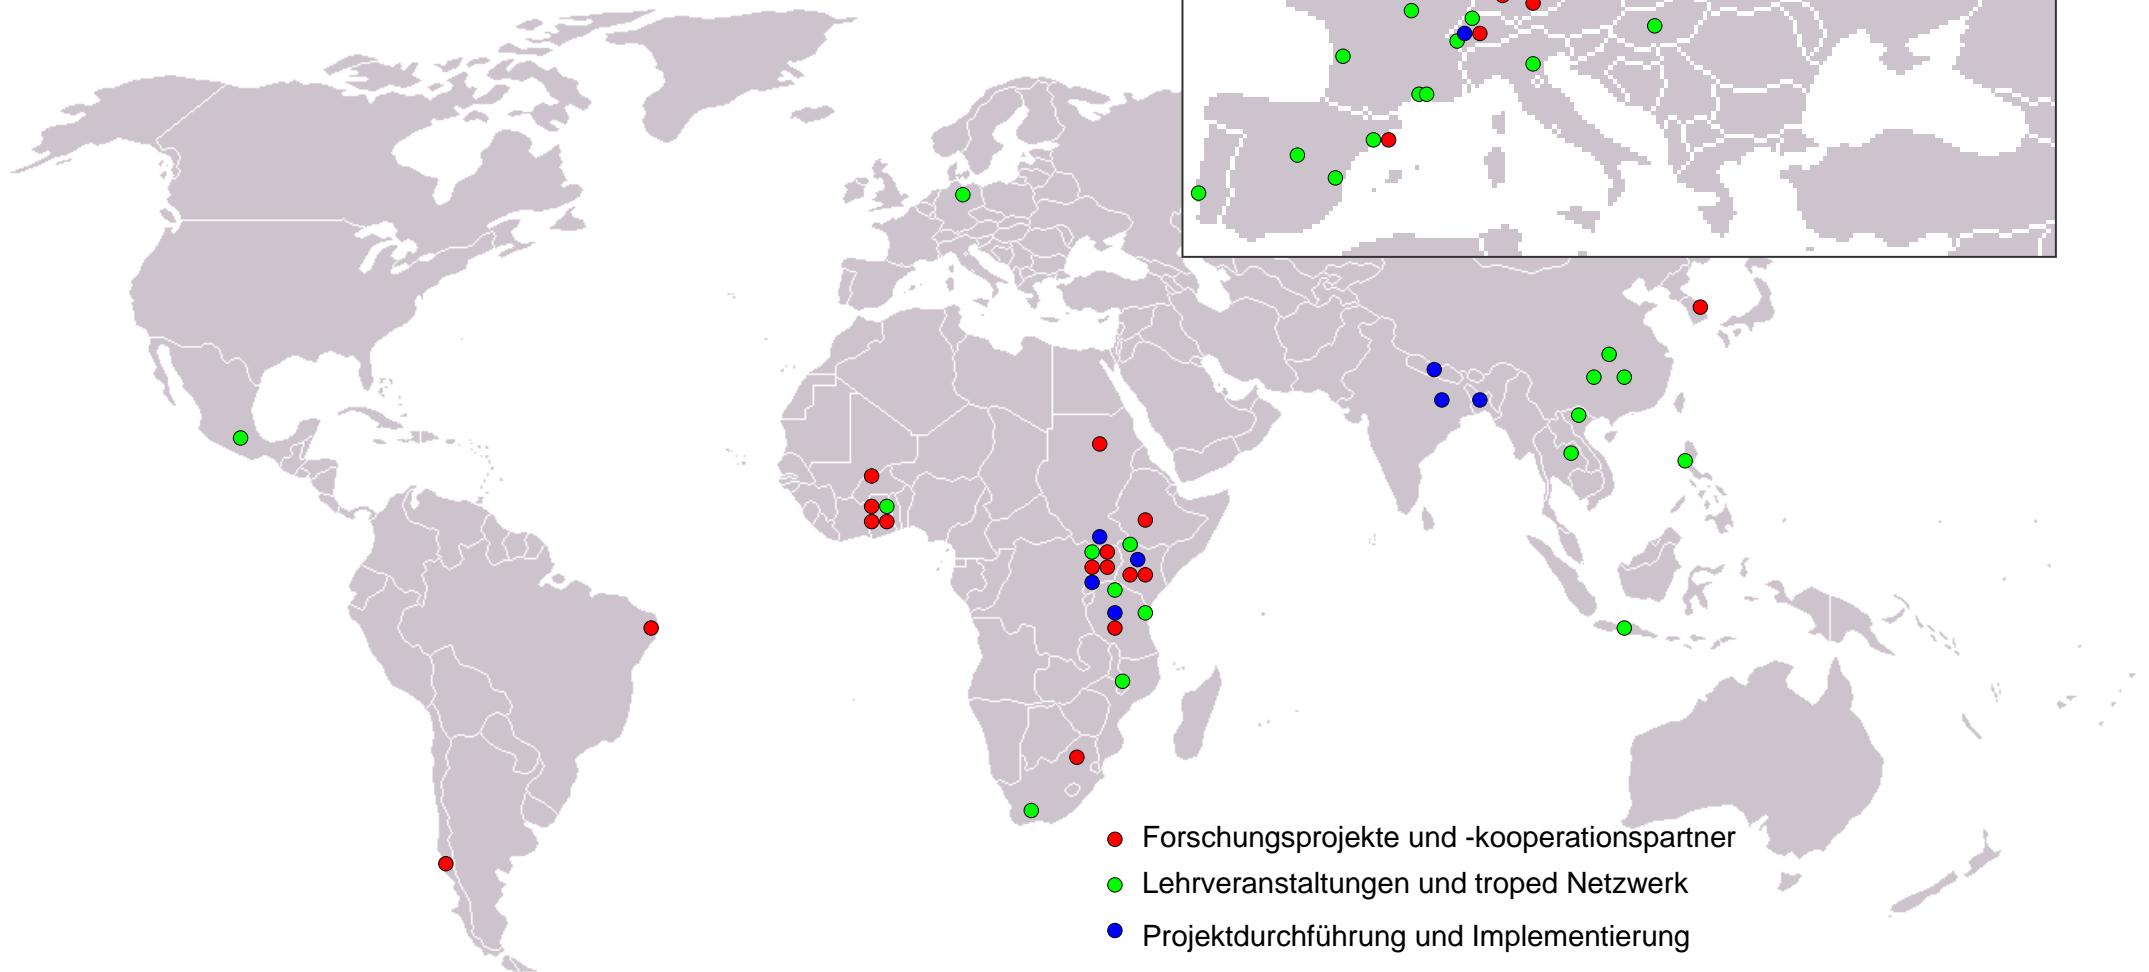 Forschungsprojekte und -kooperationspartner
Lehrveranstaltungen und troped Netzwerk
Projektdurchführung und Implementierung